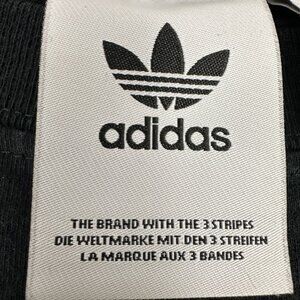 adidas
THE BRAND WITH THE 3 STRIPES
DIE WELTMARKE MIT DEN 3 STREIFEN
LA MARQUE AUX 3 BANDES